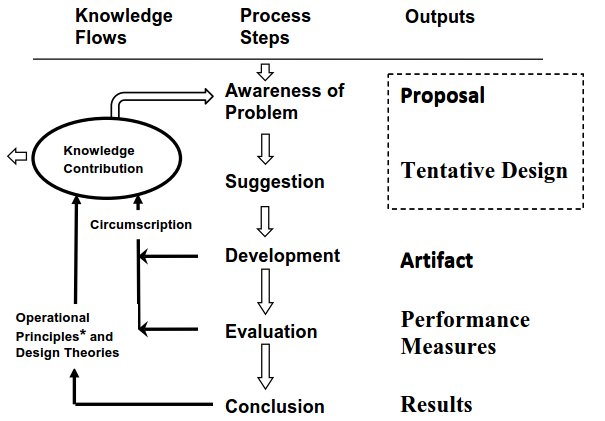 Knowledge
Flows
Process
Steps
Outputs
Awareness of
Problem
Proposal
Knowledge
Contribution
Suggestion
Tentative Design
Circumscription
Development
Artifact
Operational
Principles* and
Design Theories
Evaluation
Performance
Measures
Conclusion
Results